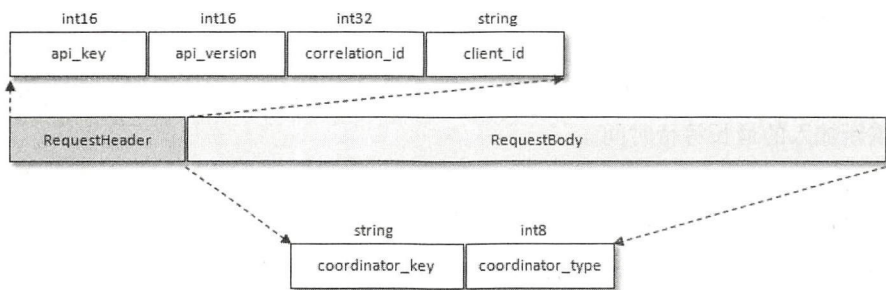 int16 int16 int32 string
api_key api_version correlation_id client_id
RequestHeader RequestBody
string int8
coordinator_key coordinator_type